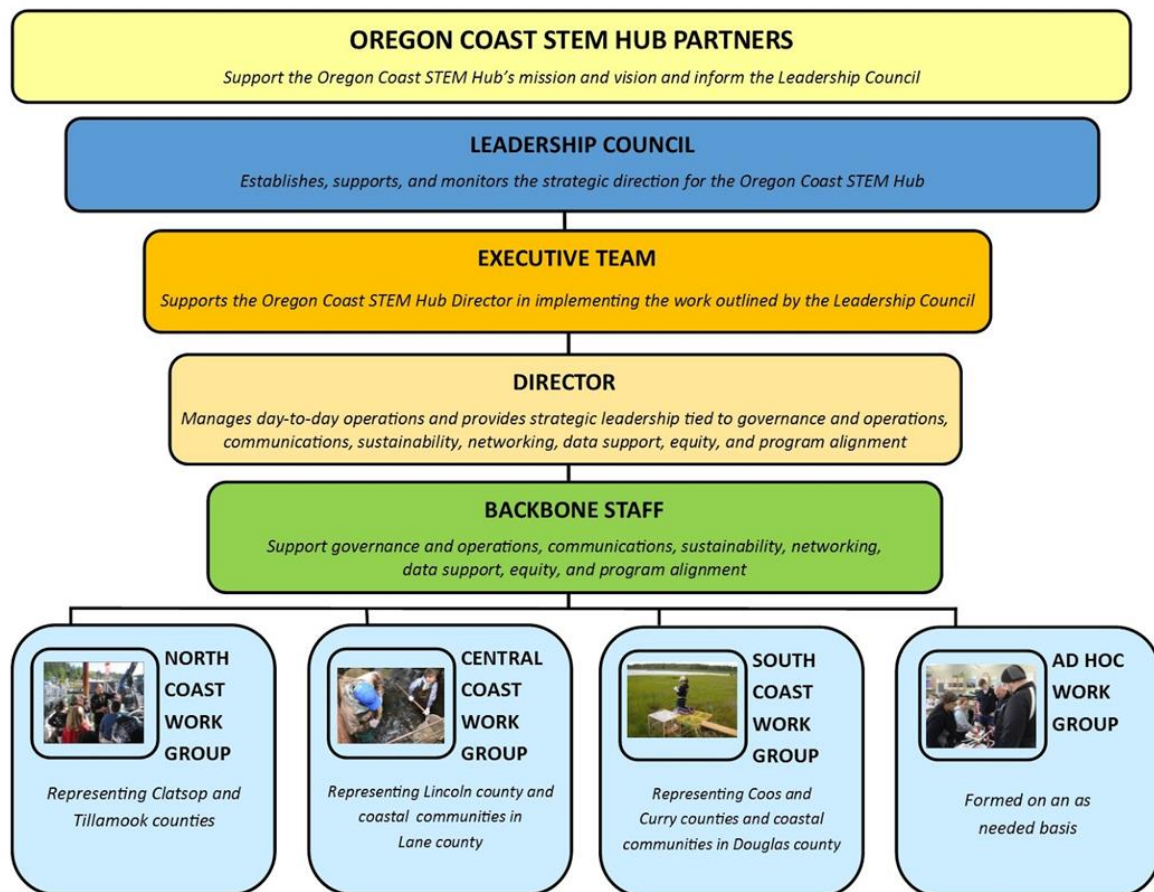 OREGON COAST STEM HUB PARTNERS
Support the Oregon Coast STEM Hub's mission and vision and inform the Leadership Council
LEADERSHIP COUNCIL
Establishes, supports, and monitors the strategic direction for the Oregon Coast STEM Hub
EXECUTIVE TEAM
Supports the Oregon Coast STEM Hub Director in implementing the work outlined by the Leadership Council
DIRECTOR
Manages day-to-day operations and provides strategic leadership tied to governance and operations,
communications, sustainability, networking, data support, equity, and program alignment
BACKBONE STAFF
Support governance and operations, communications, sustainability, networking,
data support, equity, and program alignment
NORTH
COAST
WORK
GROUP
Representing Clatsop and
Tillamook counties
CENTRAL
COAST
WORK
GROUP
Representing Lincoln county and
coastal communities in
Lane county
SOUTH
COAST
WORK
GROUP
Representing Coos and
Curry counties and coastal
communities in Douglas county
AD HOC
WORK
GROUP
Formed on an as
needed basis